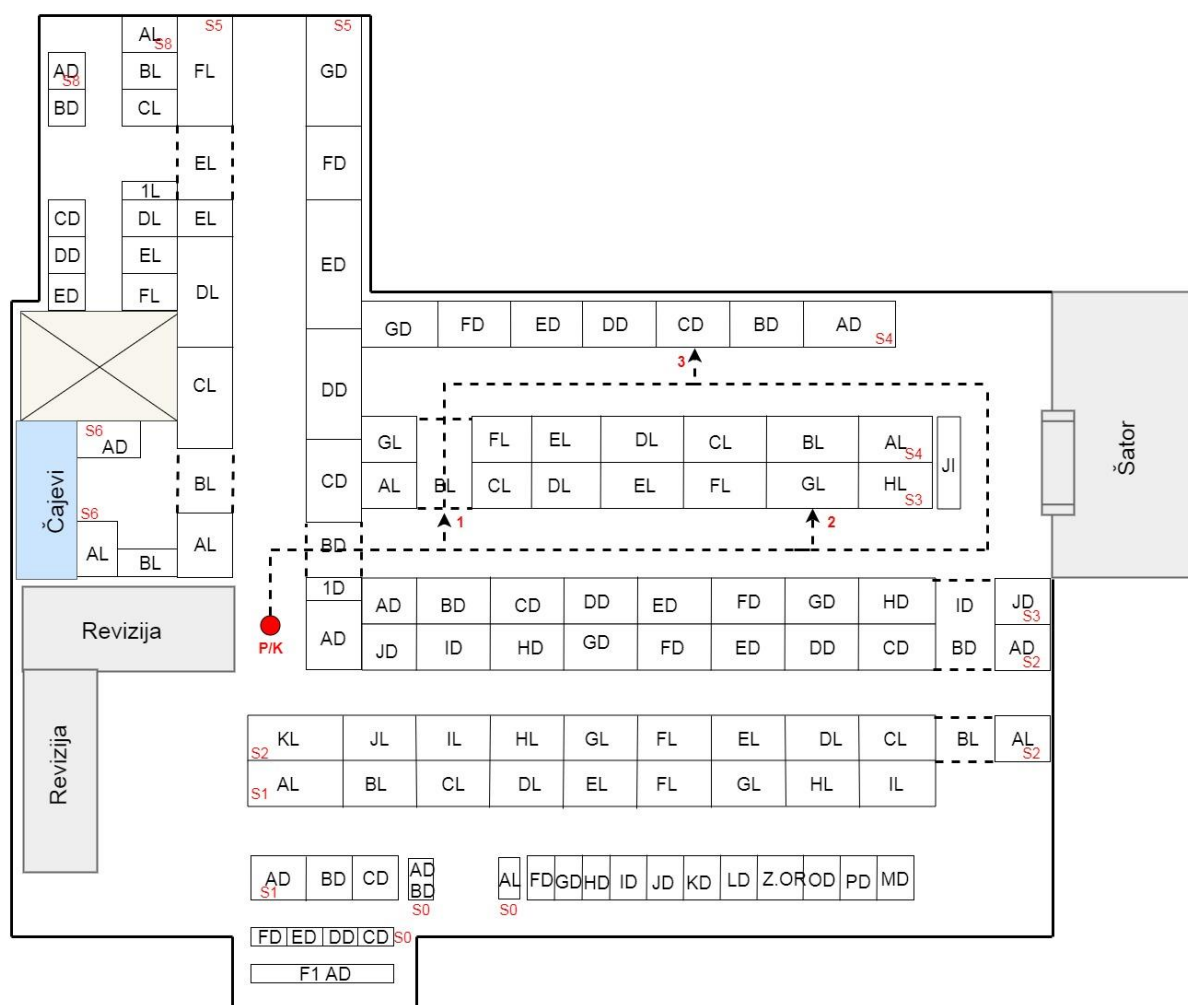 AL S8 S5 S5
AD S8 BL FL GD
BD CL
EL FD
1L
CD DL EL
DD EL ED
ED FL DL
GD FD ED DD CD BD AD S4
3
CL DD
S6 AD GL FL EL DL CL BL AL S4
Čajevi BL CD AL BL CL DL EL FL GL HL S3 JI Šator
S6 1 2
AL BL AL BD
1D
AD BD CD DD ED FD GD HD ID JD S3
Revizija P/K AD
JD ID HD GD FD ED DD CD BD AD S2
Revizija
S2 KL JL IL HL GL FL EL DL CL BL AL S2
S1 AL BL CL DL EL FL GL HL IL
AD S1 BD CD AD BD S0 AL S0 FD GD HD ID JD KD LD Z.OR OD PD MD
FD ED DD CD S0
F1 AD